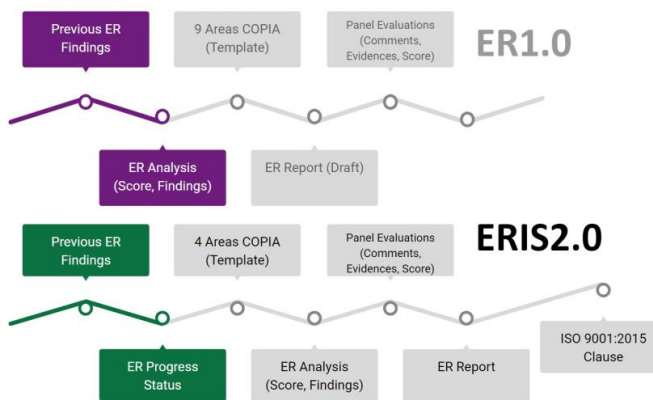 Previous ER
Findings
9 Areas COPIA
(Template)
Panel Evaluations
(Comments,
Evidences, Score)
ER1.0
ER Analysis
(Score, Findings)
ER Report (Draft)
Previous ER
Findings
4 Areas COPIA
(Template)
Panel Evaluations
(Comments,
Evidences, Score)
ERIS2.0
ER Progress
Status
ER Analysis
(Score, Findings)
ER Report
ISO 9001:2015
Clause